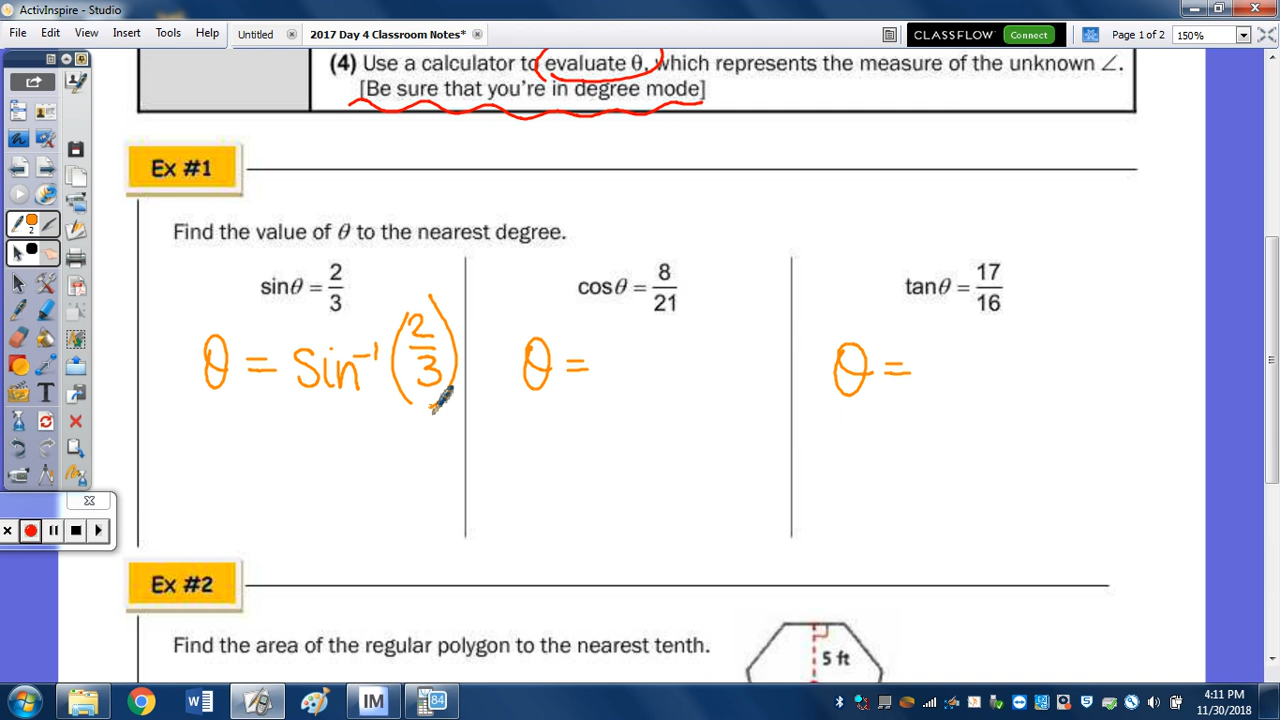 ActivInspire - Studio
File Edit View Insert Tools Help
Untitled
2017 Day 4 Classroom Notes*
CLASSFLOW Connect
Page 1 of 2
150%
(4) Use a calculator to evaluate θ, which represents the measure of the unknown ∠.
[Be sure that you're in degree mode]
Ex #1
Find the value of θ to the nearest degree.
sinθ = 2/3
cosθ = 8/21
tanθ = 17/16
θ = sin⁻¹ (2/3)
θ =
θ =
2
Ex #2
Find the area of the regular polygon to the nearest tenth.
5 ft
IM
84
4:11 PM
11/30/2018